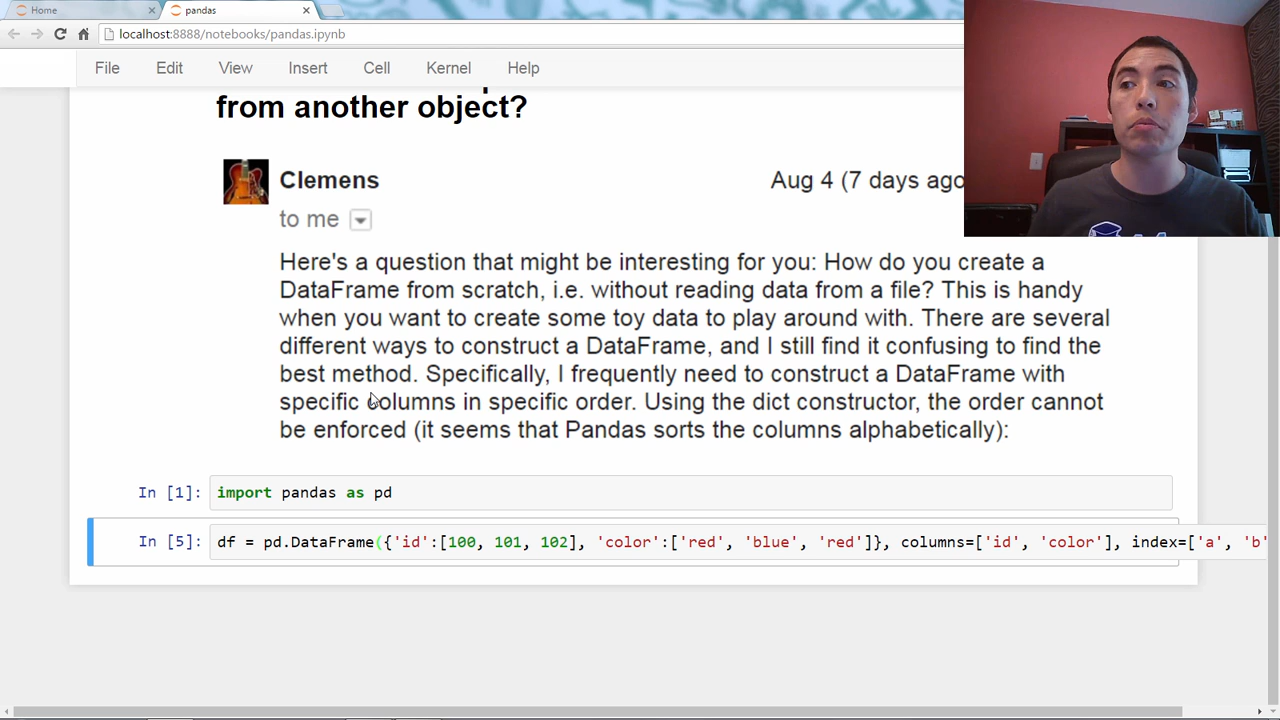 Home
pandas
localhost:8888/notebooks/pandas.ipynb
File Edit View Insert Cell Kernel Help
from another object?
Clemens
Aug 4 (7 days ago
to me
Here's a question that might be interesting for you: How do you create a
DataFrame from scratch, i.e. without reading data from a file? This is handy
when you want to create some toy data to play around with. There are several
different ways to construct a DataFrame, and I still find it confusing to find the
best method. Specifically, I frequently need to construct a DataFrame with
specific columns in specific order. Using the dict constructor, the order cannot
be enforced (it seems that Pandas sorts the columns alphabetically):
In [1]: import pandas as pd
In [5]: df = pd.DataFrame({'id':[100, 101, 102], 'color':['red', 'blue', 'red']}, columns=['id', 'color'], index=['a', 'b'